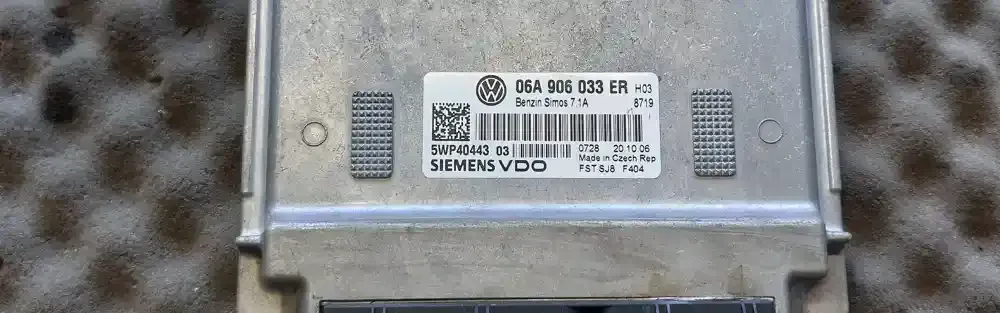 06A 906 033 ER H03
Benzin Simos 7.1A 8719
5WP40443 03 0728 20.10.06
Made in Czech Rep
SIEMENS VDO FST SJ8 F404